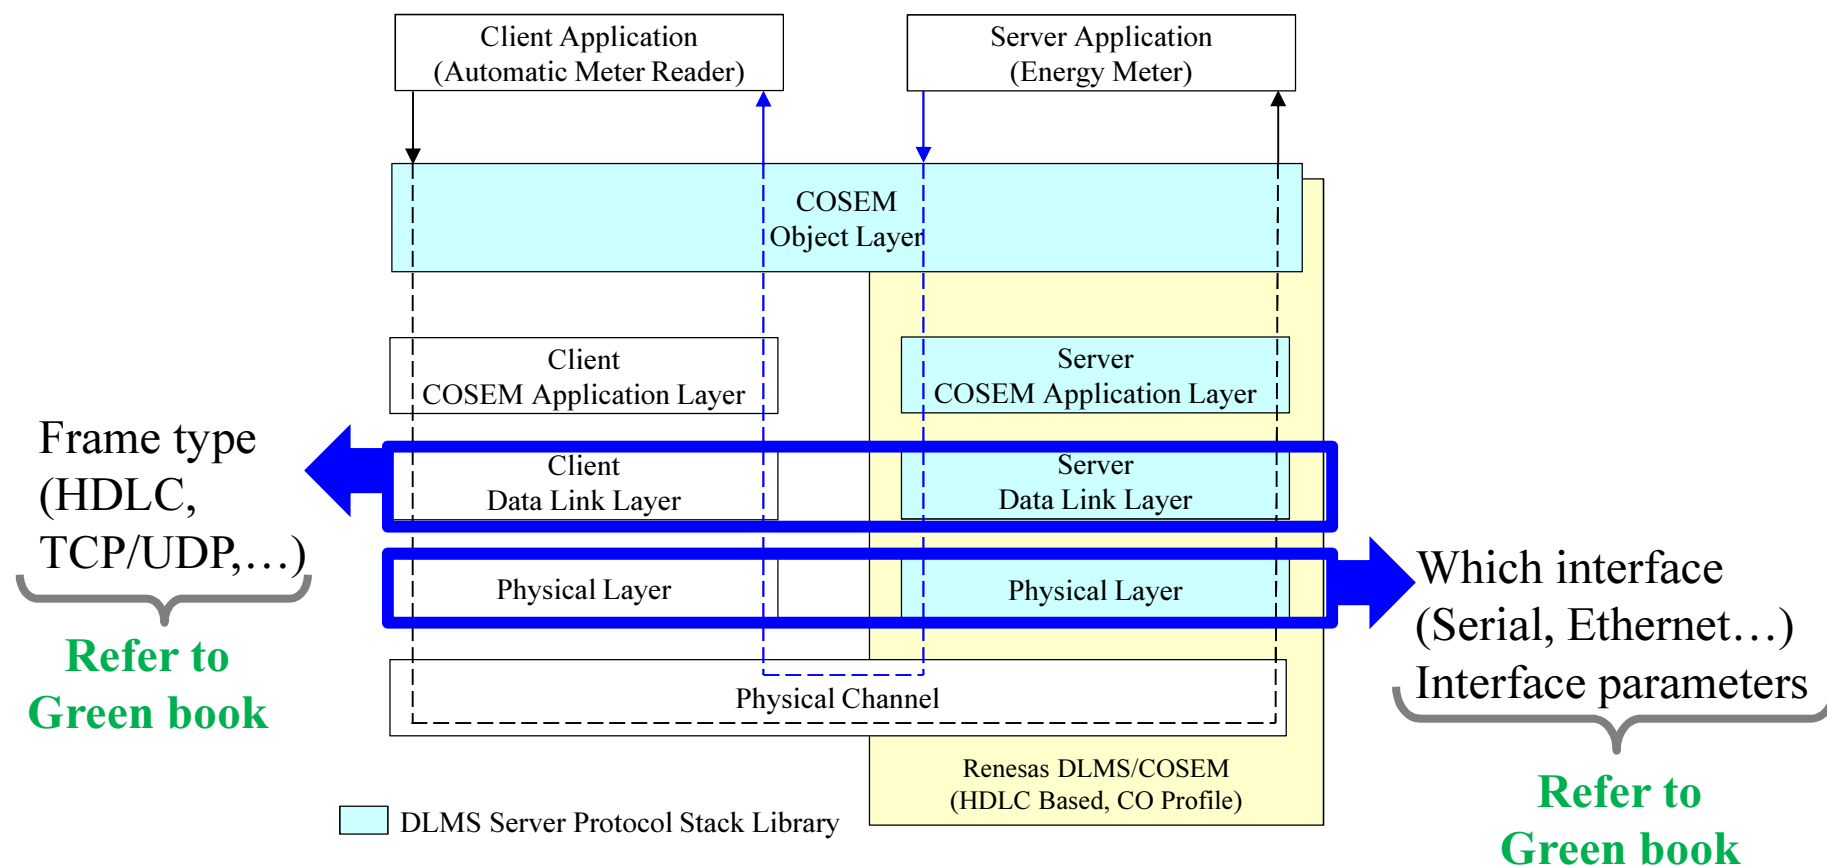 Client Application
(Automatic Meter Reader)
Server Application
(Energy Meter)
COSEM
Object Layer
Client
COSEM Application Layer
Server
COSEM Application Layer
Frame type
(HDLC,
TCP/UDP,…)
Refer to
Green book
Client
Data Link Layer
Server
Data Link Layer
Physical Layer
Physical Layer
Which interface
(Serial, Ethernet…)
Interface parameters
Refer to
Green book
Physical Channel
Renesas DLMS/COSEM
(HDLC Based, CO Profile)
DLMS Server Protocol Stack Library